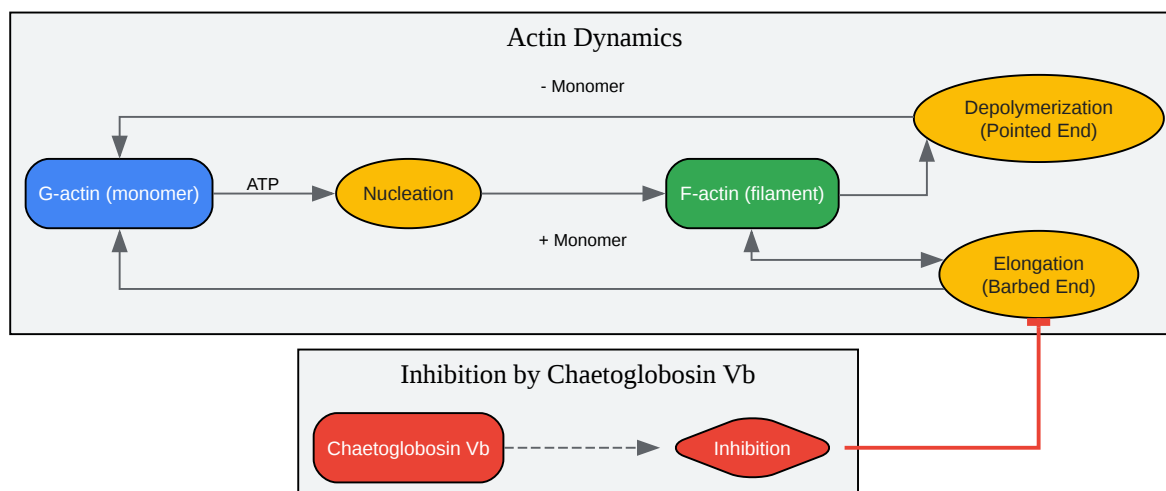 Actin Dynamics
- Monomer
Depolymerization
(Pointed End)
G-actin (monomer)
ATP
Nucleation
F-actin (filament)
+ Monomer
Elongation
(Barbed End)
Inhibition by Chaetoglobosin Vb
Chaetoglobosin Vb
Inhibition